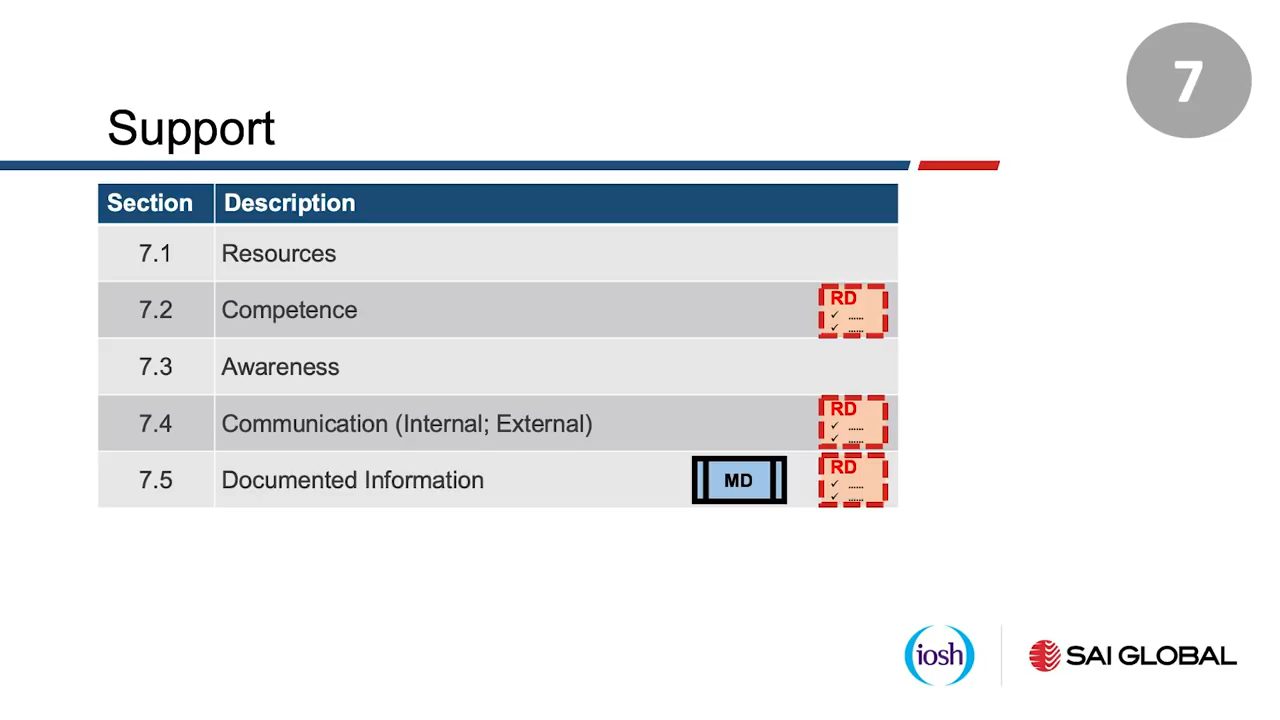 7
Support
Section Description
7.1 Resources
7.2 Competence RD
✓ ......
✓ ......
7.3 Awareness
7.4 Communication (Internal; External) RD
✓ ......
✓ ......
7.5 Documented Information MD RD
✓ ......
✓ ......
iosh SAI GLOBAL